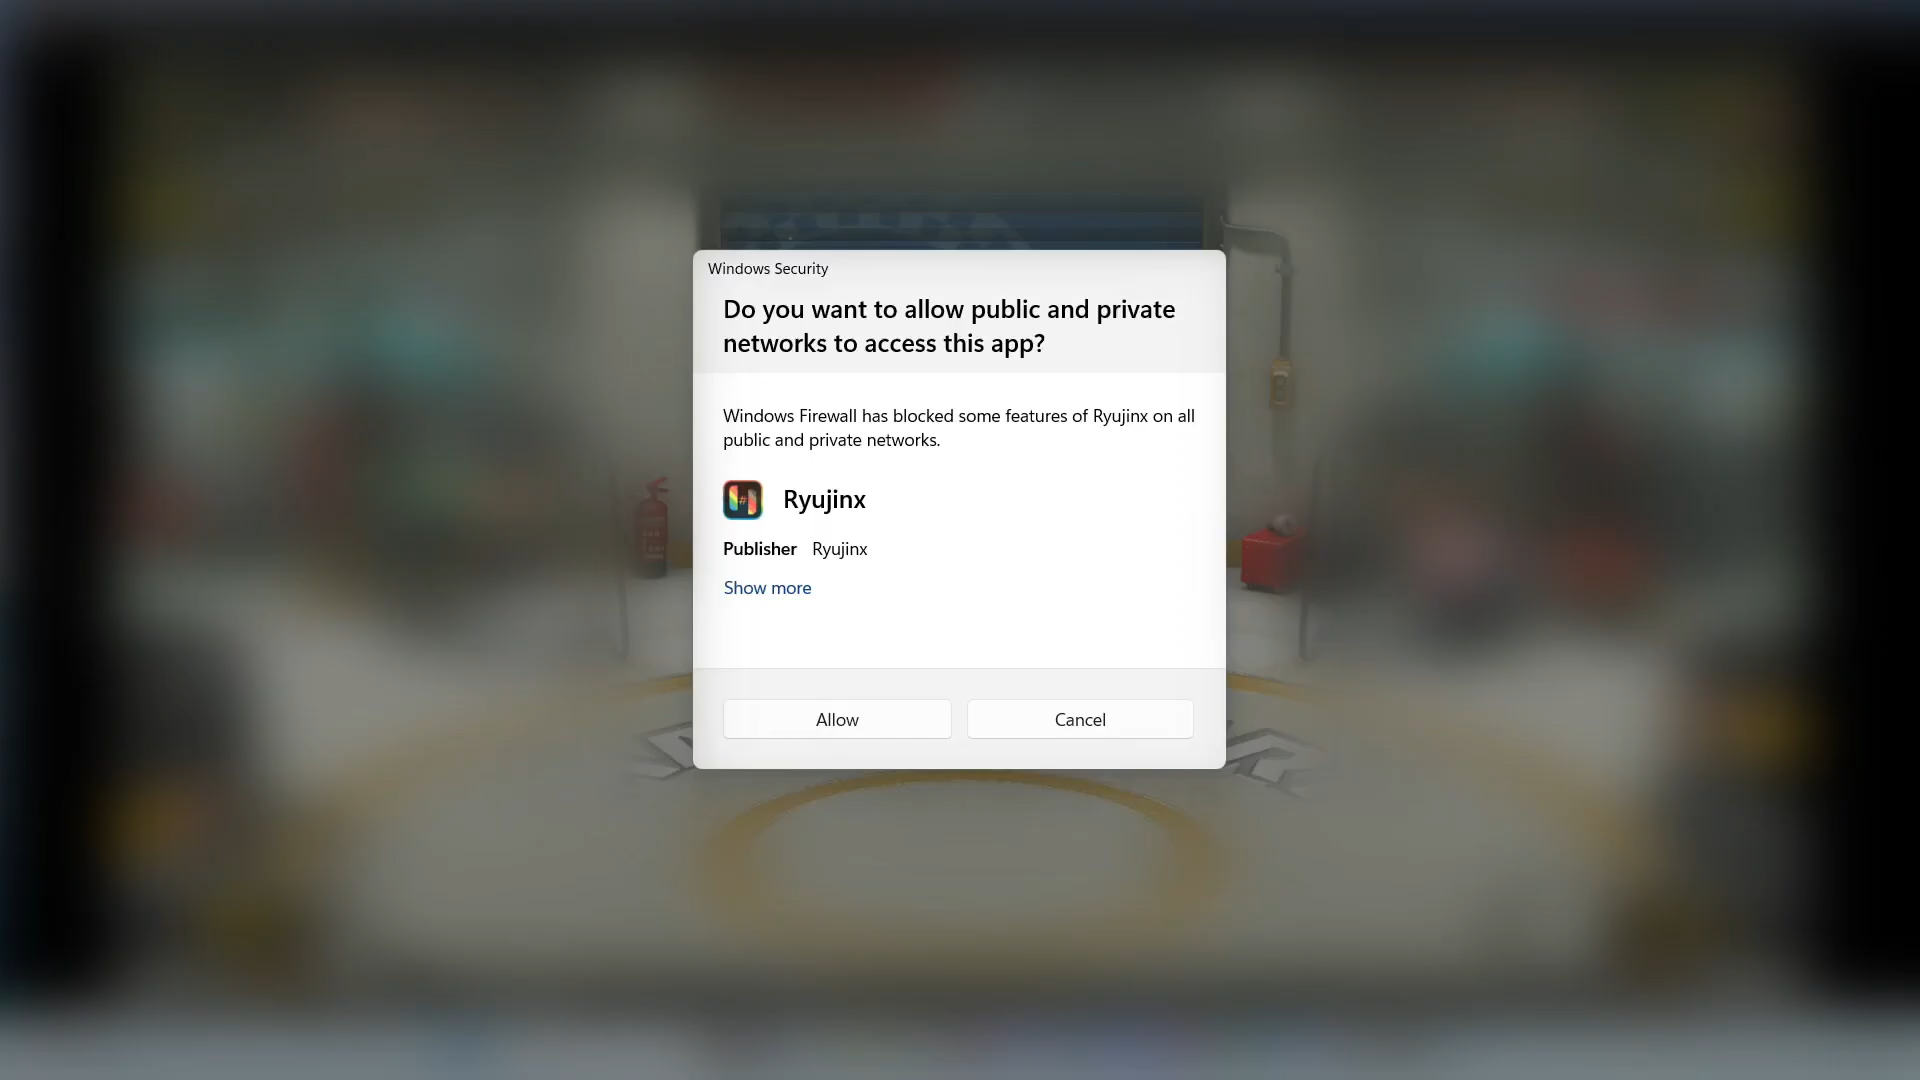 Windows Security
Do you want to allow public and private
networks to access this app?
Windows Firewall has blocked some features of Ryujinx on all
public and private networks.
Ryujinx
Publisher Ryujinx
Show more
Allow
Cancel